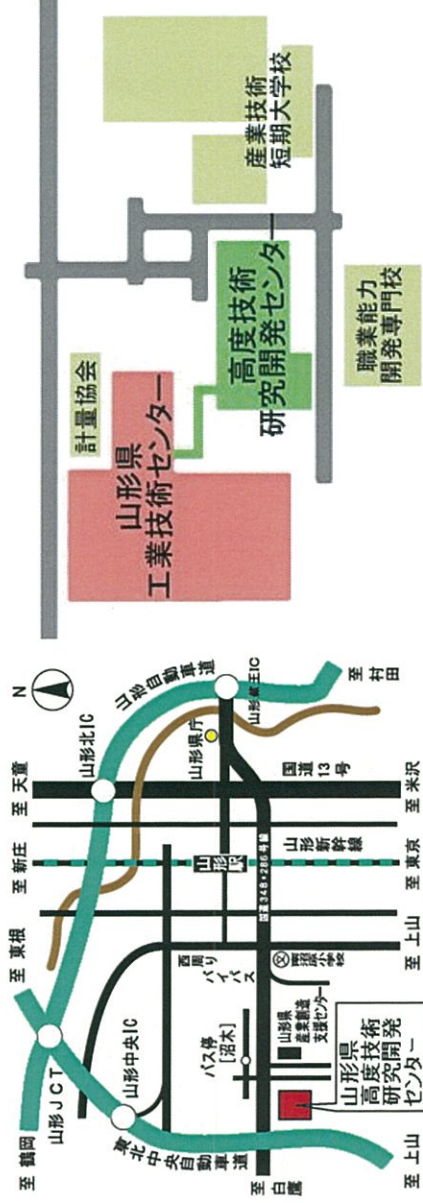 至 鶴岡
至 東根
至 新庄
至 天童
N
山形北IC
山形自動車道
山形JCT
山形中央IC
東北中央自動車道
西回り
バイパス
山形駅
山形県庁
山形蔵王IC
国道348・286号線
国道13号
山形新幹線
バス停
[沼木]
山形県
産業創造
支援センター
文
南沼原小学校
山形県
高度技術
研究開発
センター
至 白鷹
至 上山
至 上山
至 東京
至 米沢
至 村田
計量協会
山形県
工業技術センター
高度技術
研究開発センター
産業技術
短期大学校
職業能力
開発専門校